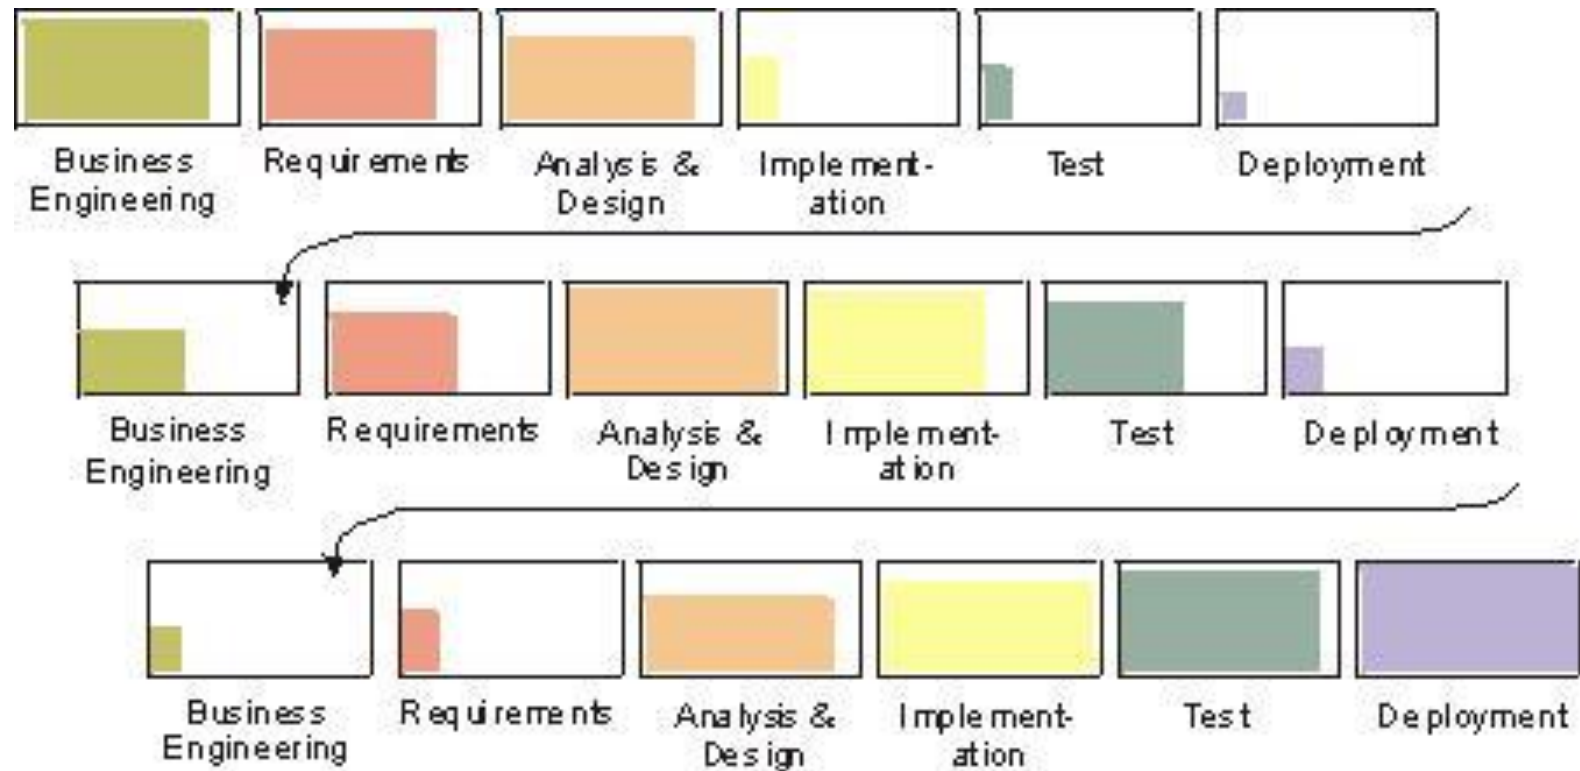 Business
Engineering
Requirements
Analysis &
Design
Implement-
ation
Test
Deployment
Business
Engineering
Requirements
Analysis &
Design
Implement-
ation
Test
Deployment
Business
Engineering
Requirements
Analysis &
Design
Implement-
ation
Test
Deployment